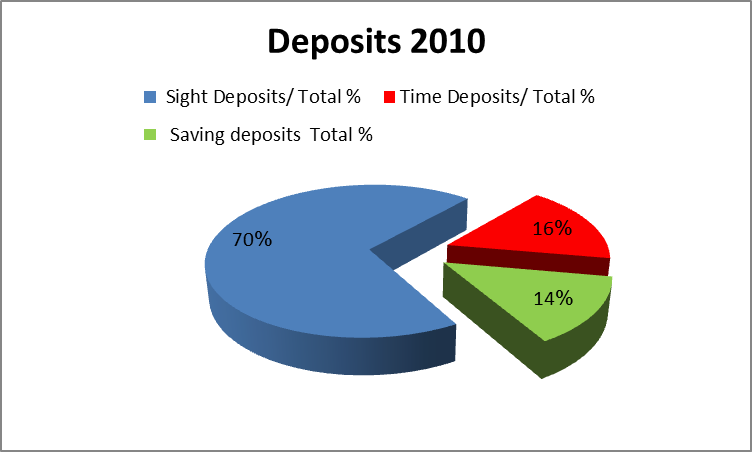 Deposits 2010
Sight Deposits/ Total %
Time Deposits/ Total %
Saving deposits  Total %
70%
16%
14%